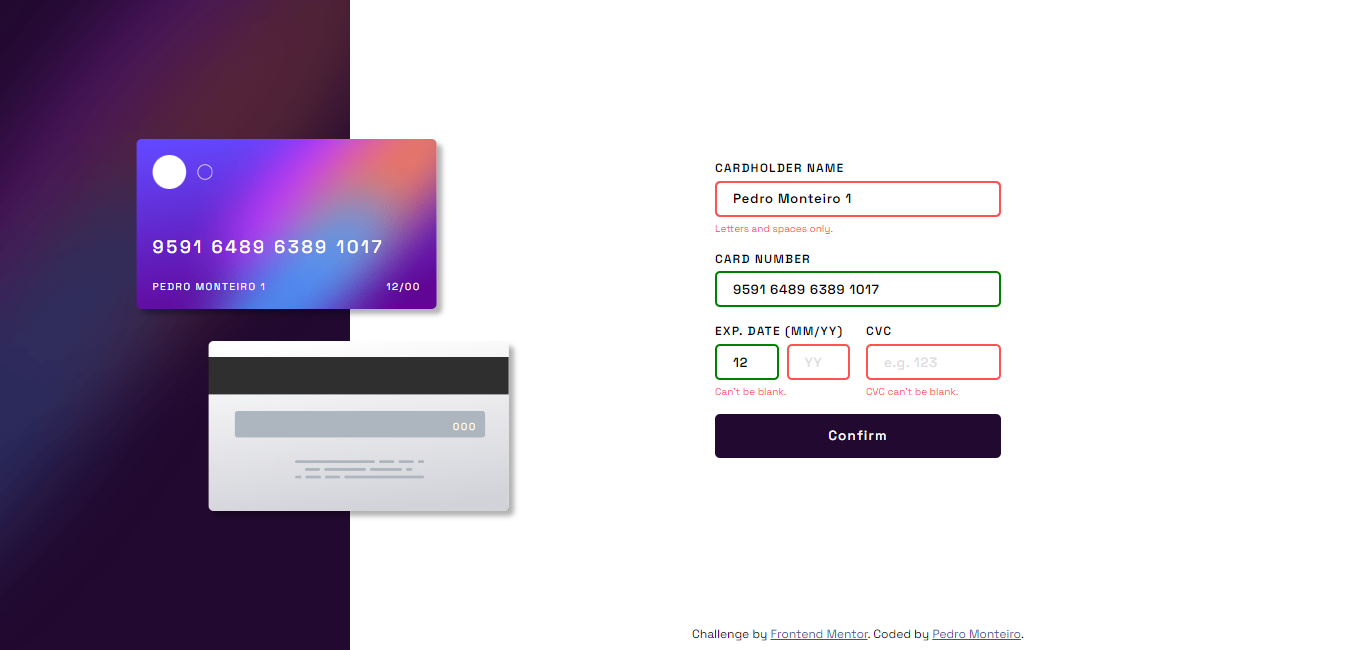 9591 6489 6389 1017
PEDRO MONTEIRO 1 12/00
000
CARDHOLDER NAME
Pedro Monteiro 1
Letters and spaces only.
CARD NUMBER
9591 6489 6389 1017
EXP. DATE (MM/YY) CVC
12 YY e.g. 123
Can't be blank. CVC can't be blank.
Confirm
Challenge by Frontend Mentor. Coded by Pedro Monteiro.